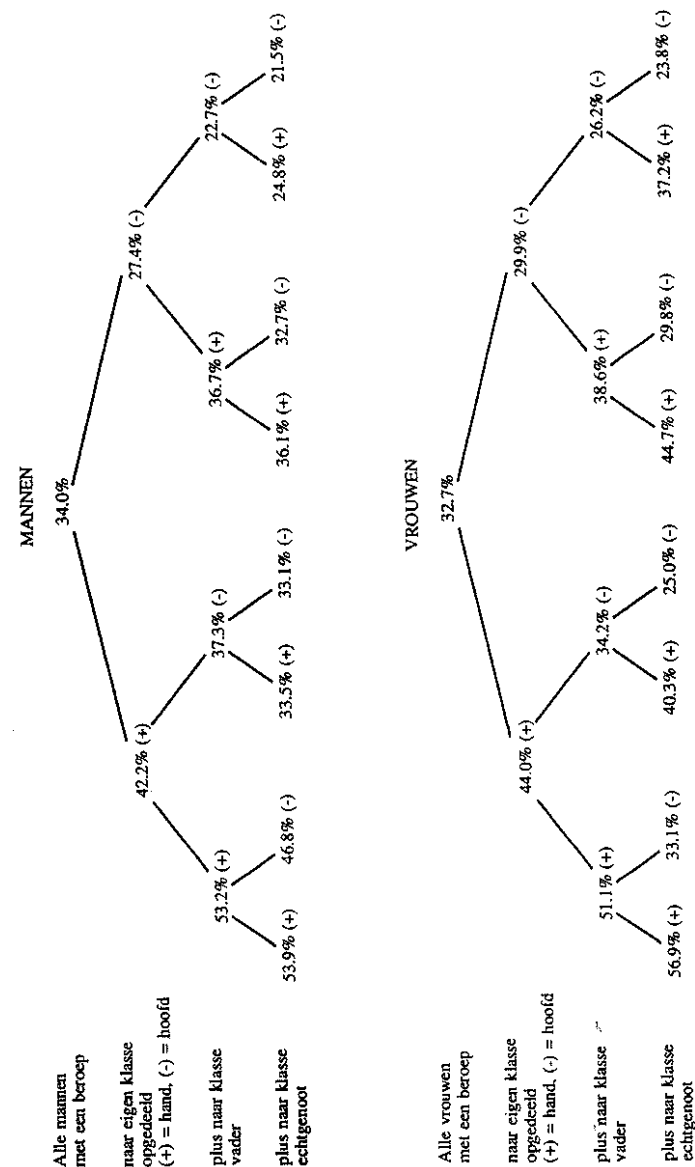 MANNEN
Alle mannen
met een beroep
34.0%
naar eigen klasse
opgedeeld
(+) = hand, (-) = hoofd
42.2% (+) 27.4% (-)
plus naar klasse
vader
53.2% (+) 37.3% (-) 36.7% (+) 22.7% (-)
plus naar klasse
echtgenoot
53.9% (+) 46.8% (-) 33.5% (+) 33.1% (-) 36.1% (+) 32.7% (-) 24.8% (+) 21.5% (-)
VROUWEN
Alle vrouwen
met een beroep
32.7%
naar eigen klasse
opgedeeld
(+) = hand, (-) = hoofd
44.0% (+) 29.9% (-)
plus naar klasse
vader
51.1% (+) 34.2% (-) 38.6% (+) 26.2% (-)
plus naar klasse
echtgenoot
56.9% (+) 33.1% (-) 40.3% (+) 25.0% (-) 44.7% (+) 29.8% (-) 37.2% (+) 23.8% (-)